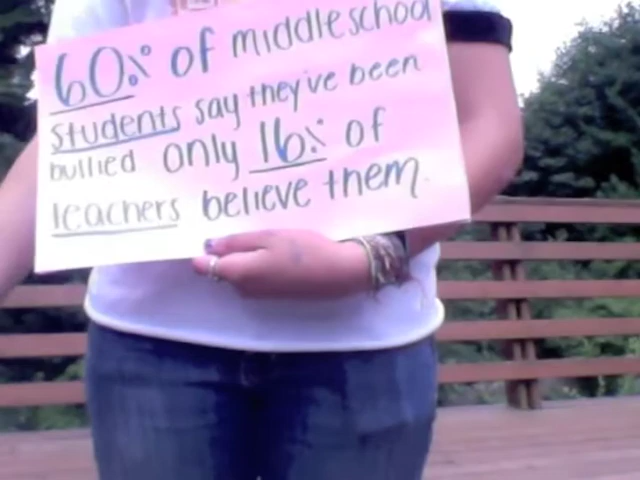 60% of middle school
students say they've been
bullied only 16% of
teachers believe them.